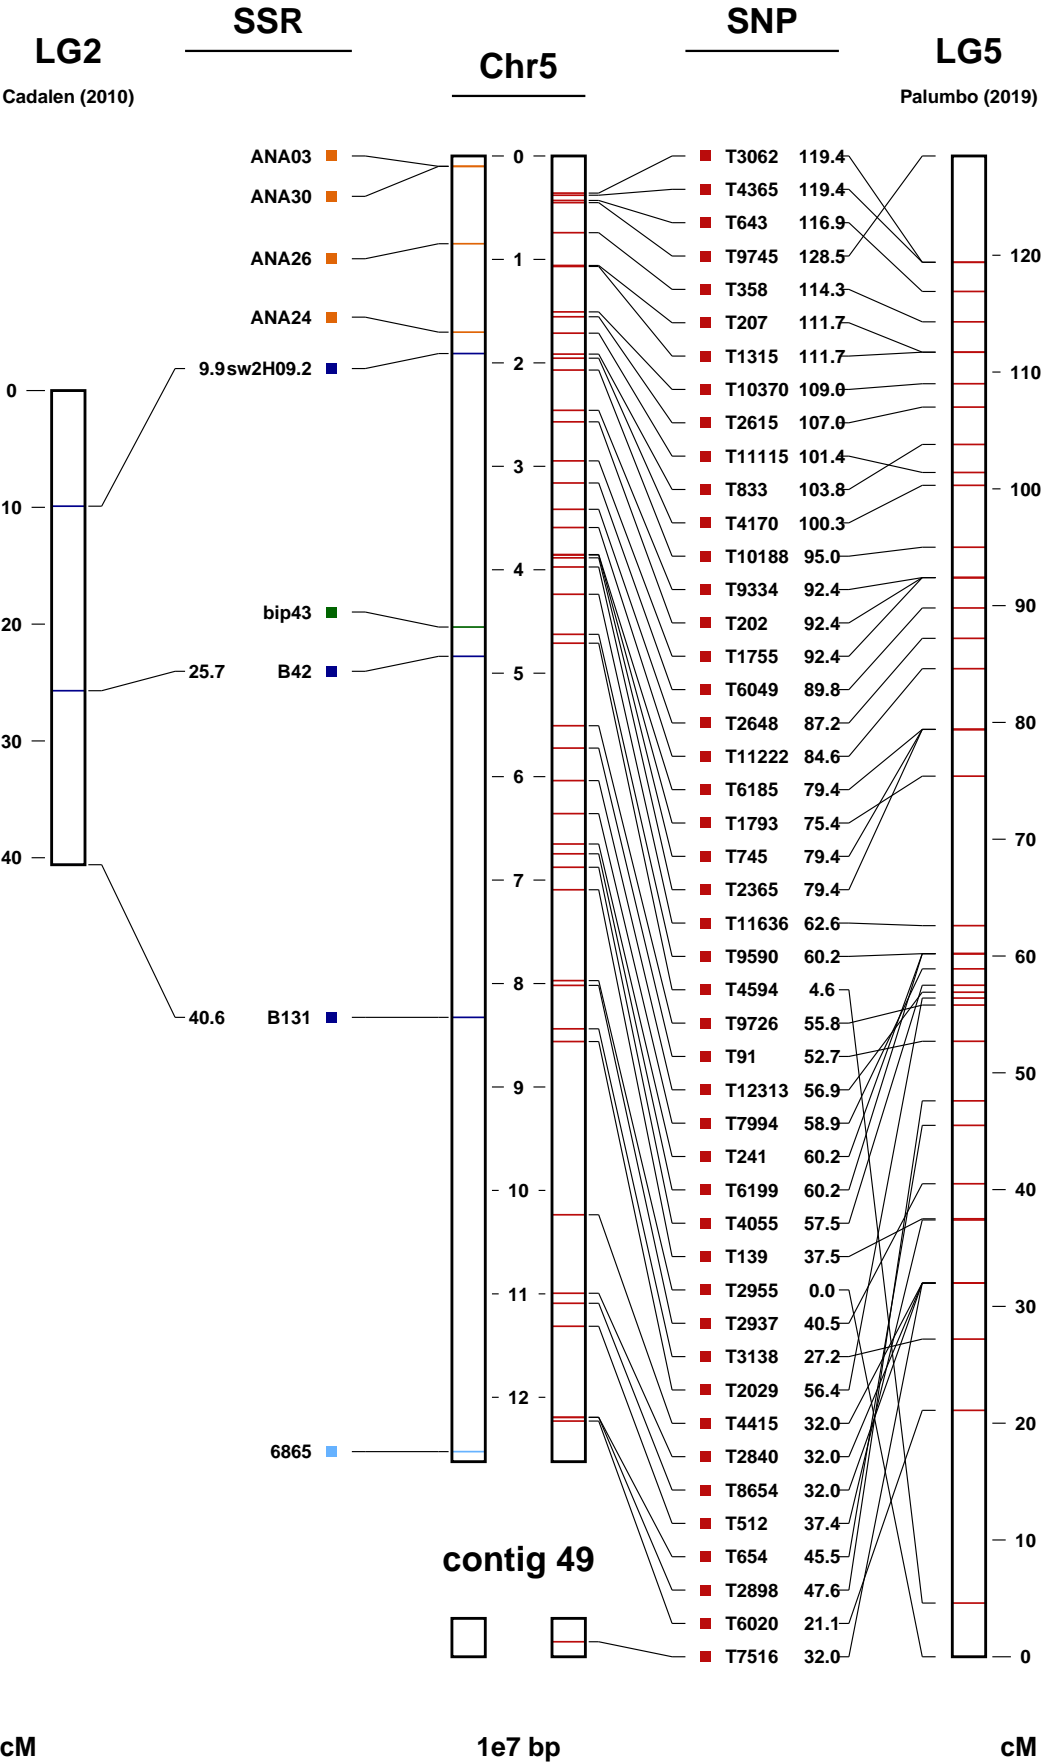 SSR
SNP
LG2
Chr5
LG5
Cadalen (2010)
Palumbo (2019)
ANA03
ANA30
ANA26
ANA24
9.9 sw2H09.2
bip43
25.7 B42
40.6 B131
6865
0
10
20
30
40
0
1
2
3
4
5
6
7
8
9
10
11
12
T3062 119.4
T4365 119.4
T643 116.9
T9745 128.5
T358 114.3
T207 111.7
T1315 111.7
T10370 109.0
T2615 107.0
T11115 101.4
T833 103.8
T4170 100.3
T10188 95.0
T9334 92.4
T202 92.4
T1755 92.4
T6049 89.8
T2648 87.2
T11222 84.6
T6185 79.4
T1793 75.4
T745 79.4
T2365 79.4
T11636 62.6
T9590 60.2
T4594 4.6
T9726 55.8
T91 52.7
T12313 56.9
T7994 58.9
T241 60.2
T6199 60.2
T4055 57.5
T139 37.5
T2955 0.0
T2937 40.5
T3138 27.2
T2029 56.4
T4415 32.0
T2840 32.0
T8654 32.0
T512 37.4
T654 45.5
T2898 47.6
T6020 21.1
T7516 32.0
120
110
100
90
80
70
60
50
40
30
20
10
0
contig 49
cM
1e7 bp
cM